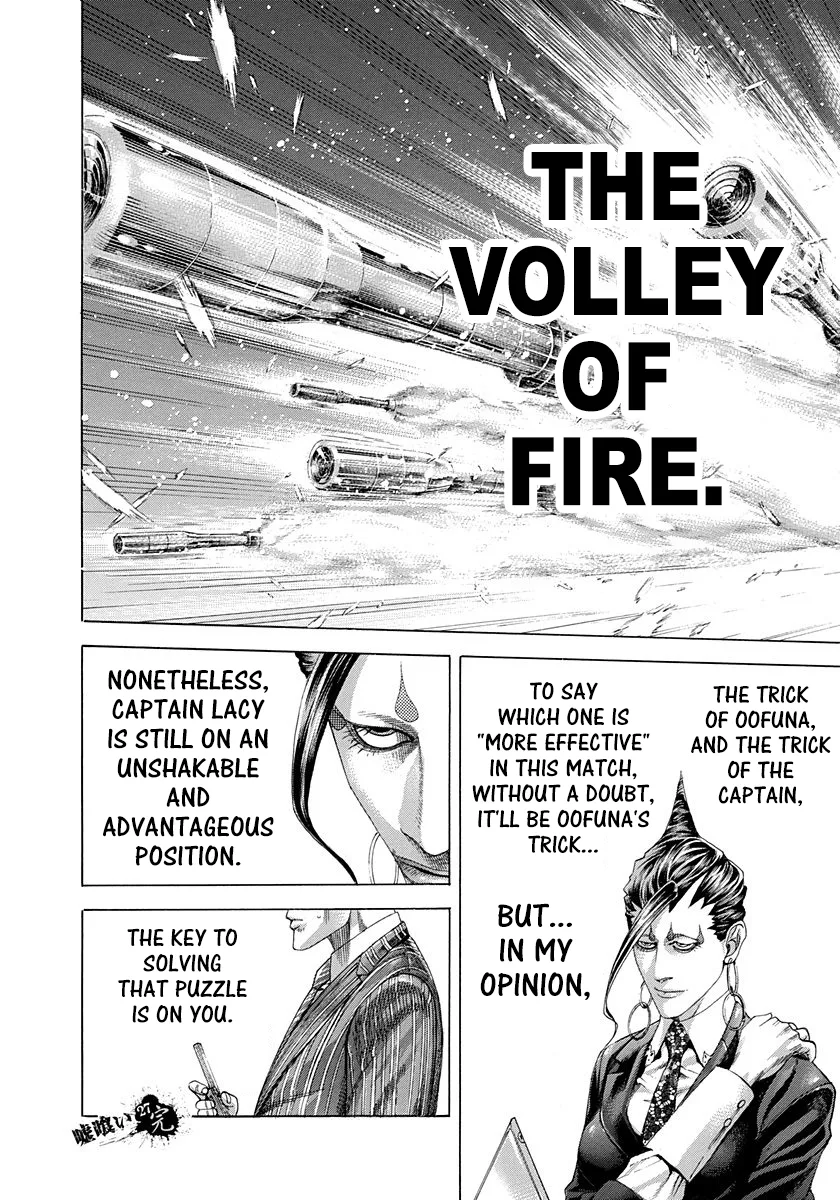 THE
VOLLEY
OF
FIRE.
THE TRICK
OF OOFUNA,
AND THE TRICK
OF THE
CAPTAIN,
TO SAY
WHICH ONE IS
"MORE EFFECTIVE"
IN THIS MATCH,
WITHOUT A DOUBT,
IT'LL BE OOFUNA'S
TRICK...
BUT...
IN MY
OPINION,
NONETHELESS,
CAPTAIN LACY
IS STILL ON AN
UNSHAKABLE
AND
ADVANTAGEOUS
POSITION.
THE KEY TO
SOLVING
THAT PUZZLE
IS ON YOU.
嘘喰い 27 完